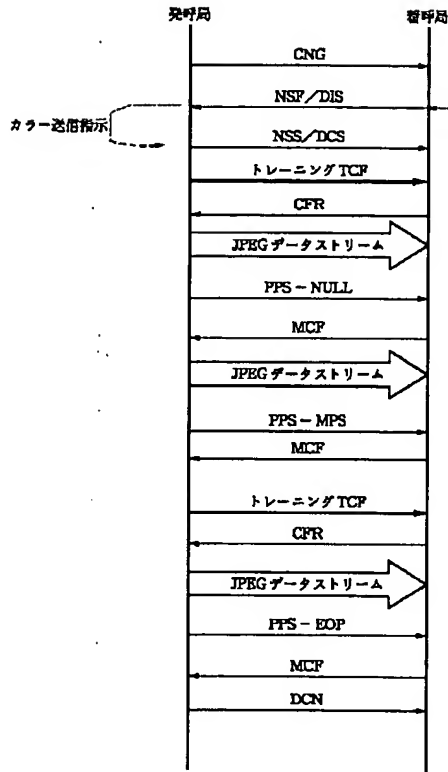 発呼局
着呼局
CNG
NSF/DIS
カラー送信指示
NSS/DCS
トレーニングTCF
CFR
JPEGデータストリーム
PPS-NULL
MCF
JPEGデータストリーム
PPS-MPS
MCF
トレーニングTCF
CFR
JPEGデータストリーム
PPS-EOP
MCF
DCN